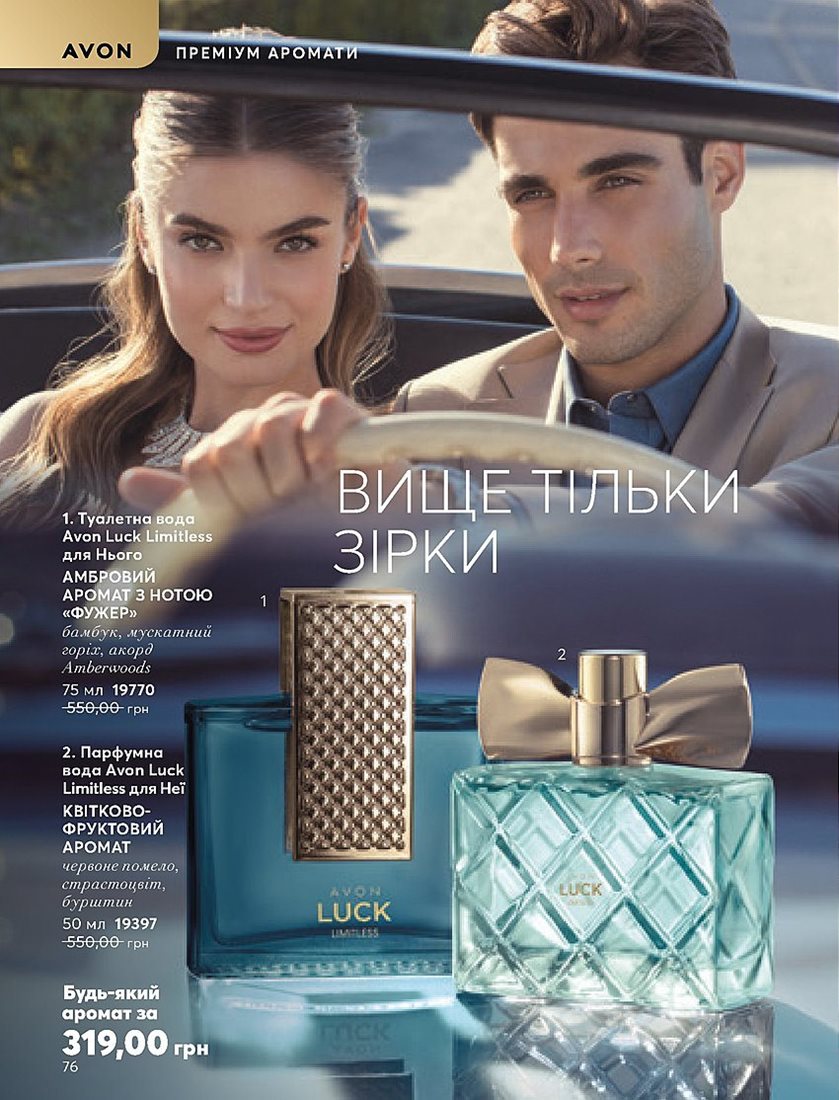 AVON
ПРЕМІУМ АРОМАТИ
ВИЩЕ ТІЛЬКИ
ЗІРКИ
1. Туалетна вода
Avon Luck Limitless
для Нього
АМБРОВИЙ
АРОМАТ З НОТОЮ
«ФУЖЕР»
бамбук, мускатний
горіх, акорд
Amberwoods
75 мл 19770
550,00 грн
2. Парфумна
вода Avon Luck
Limitless для Неї
КВІТКОВО-
ФРУКТОВИЙ
АРОМАТ
червоне помело,
страстоцвіт,
бурштин
50 мл 19397
550,00 грн
Будь-який
аромат за
319,00 грн
76
1
AVON
LUCK
LIMITLESS
2
LUCK